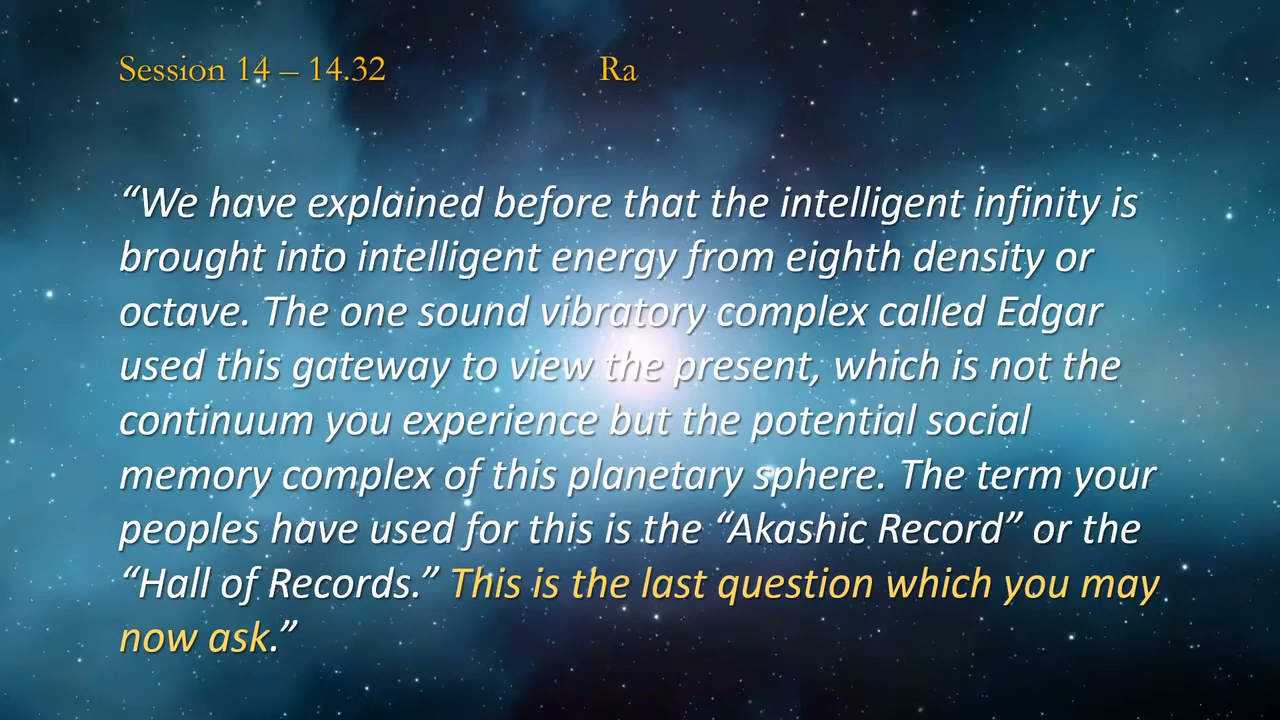 Session 14 – 14.32 Ra
“We have explained before that the intelligent infinity is
brought into intelligent energy from eighth density or
octave. The one sound vibratory complex called Edgar
used this gateway to view the present, which is not the
continuum you experience but the potential social
memory complex of this planetary sphere. The term your
peoples have used for this is the “Akashic Record” or the
“Hall of Records.” This is the last question which you may
now ask.”